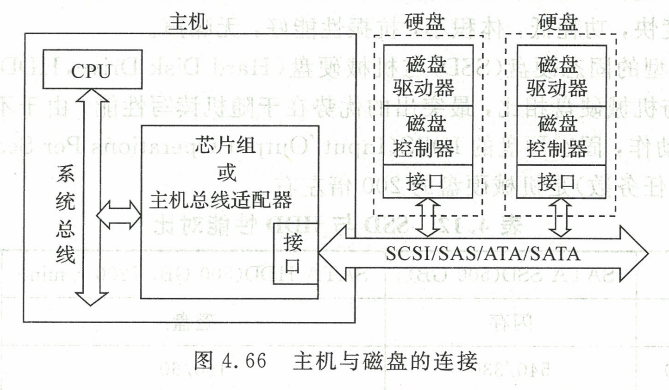 主机
CPU
系统总线
芯片组
或
主机总线适配器
接口
硬盘
磁盘
驱动器
磁盘
控制器
接口
硬盘
磁盘
驱动器
磁盘
控制器
接口
SCSI/SAS/ATA/SATA
图 4.66 主机与磁盘的连接